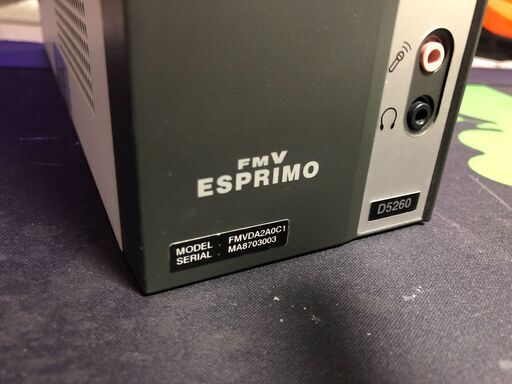 FMV
ESPRIMO
D5260
MODEL : FMVDA2A0C1
SERIAL : MA8703003